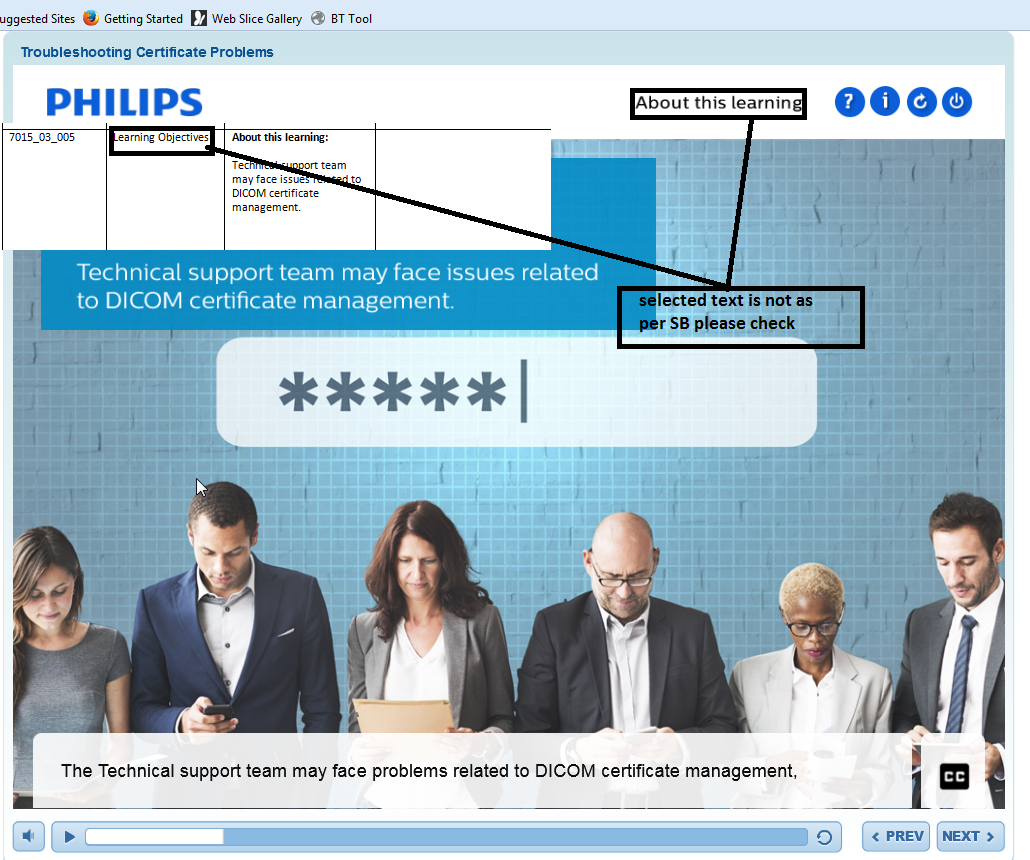 uggested Sites Getting Started Web Slice Gallery BT Tool
Troubleshooting Certificate Problems
PHILIPS
About this learning
7015_03_005
Learning Objectives
About this learning:
Technical support team
may face issues related to
DICOM certificate
management.
Technical support team may face issues related
to DICOM certificate management.
selected text is not as
per SB please check
*****|
The Technical support team may face problems related to DICOM certificate management,
CC
PREV
NEXT